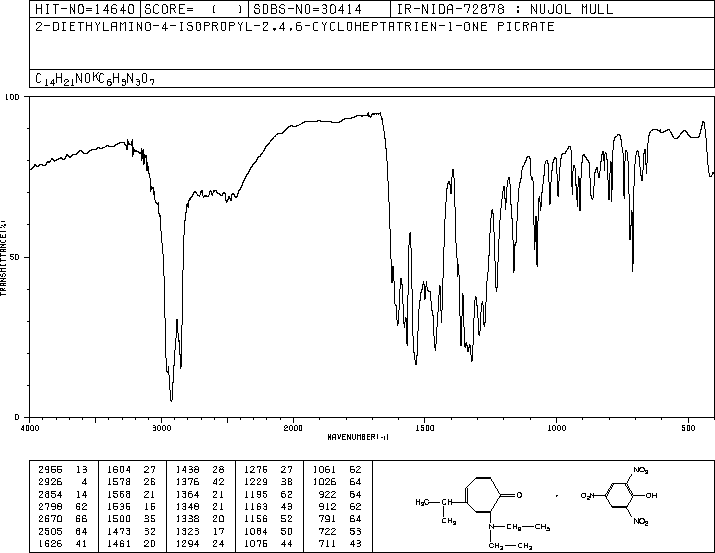 HIT-NO=14640 SCORE= ( ) SDBS-NO=30414 IR-NIDA-72878 : NUJOL MULL
2-DIETHYLAMINO-4-ISOPROPYL-2,4,6-CYCLOHEPTATRIEN-1-ONE PICRATE
C14H21NO·C6H3N3O7
100
TRANSMITTANCE(%)
50
0
4000 3000 2000 1500 1000 500
WAVENUMBER(-1)
2955 13 1604 27 1438 28 1276 27 1061 62
2926 4 1578 26 1376 42 1229 38 1026 64
2854 14 1568 21 1364 21 1195 62 922 64
2798 62 1535 16 1348 21 1163 43 912 62
2670 66 1500 35 1338 20 1156 52 791 64
2505 64 1473 32 1323 17 1084 50 722 53
1626 41 1461 20 1294 24 1075 44 711 43
CH3
CH3-CH
O
N-CH2-CH3
CH2-CH3
NO2
O2N
OH
NO2